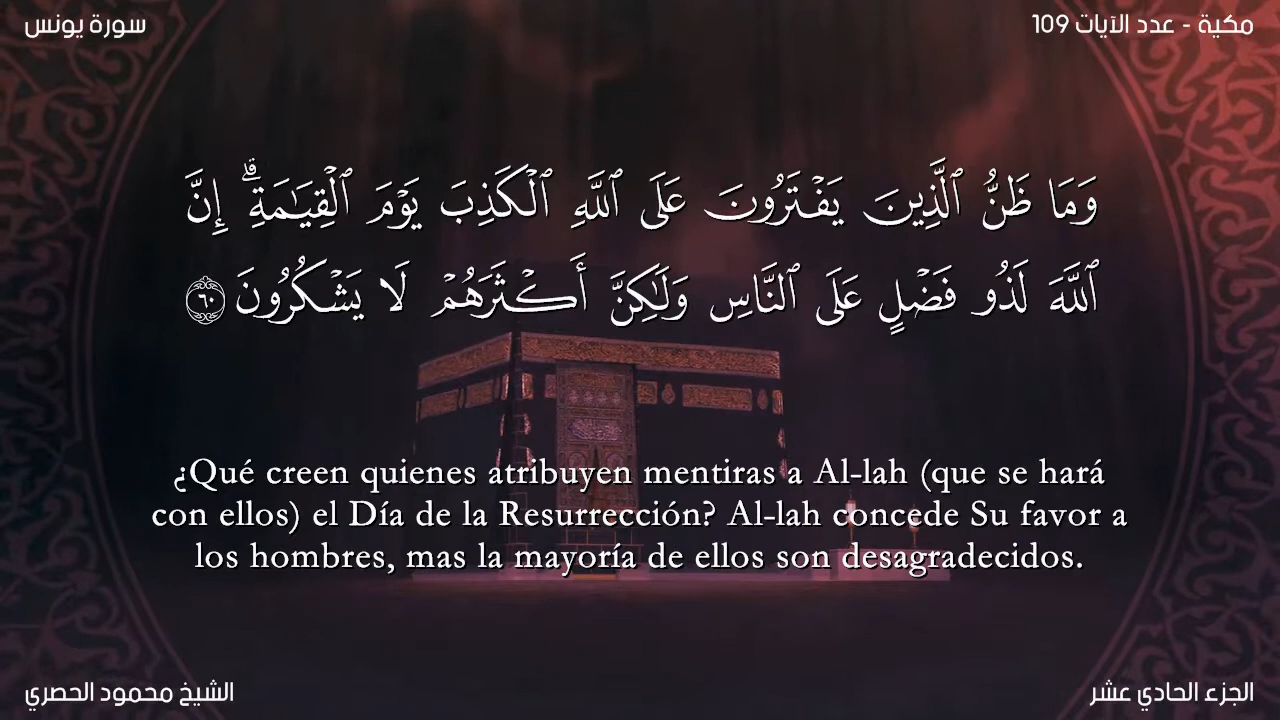 سورة يونس
مكية - عدد الآيات 109
وَمَا ظَنُّ ٱلَّذِينَ يَفْتَرُونَ عَلَى ٱللَّهِ ٱلْكَذِبَ يَوْمَ ٱلْقِيَـٰمَةِ ۗ إِنَّ
ٱللَّهَ لَذُو فَضْلٍ عَلَى ٱلنَّاسِ وَلَـٰكِنَّ أَكْثَرَهُمْ لَا يَشْكُرُونَ ٦٠
¿Qué creen quienes atribuyen mentiras a Al-lah (que se hará
con ellos) el Día de la Resurrección? Al-lah concede Su favor a
los hombres, mas la mayoría de ellos son desagradecidos.
الشيخ محمود الحصري
الجزء الحادي عشر